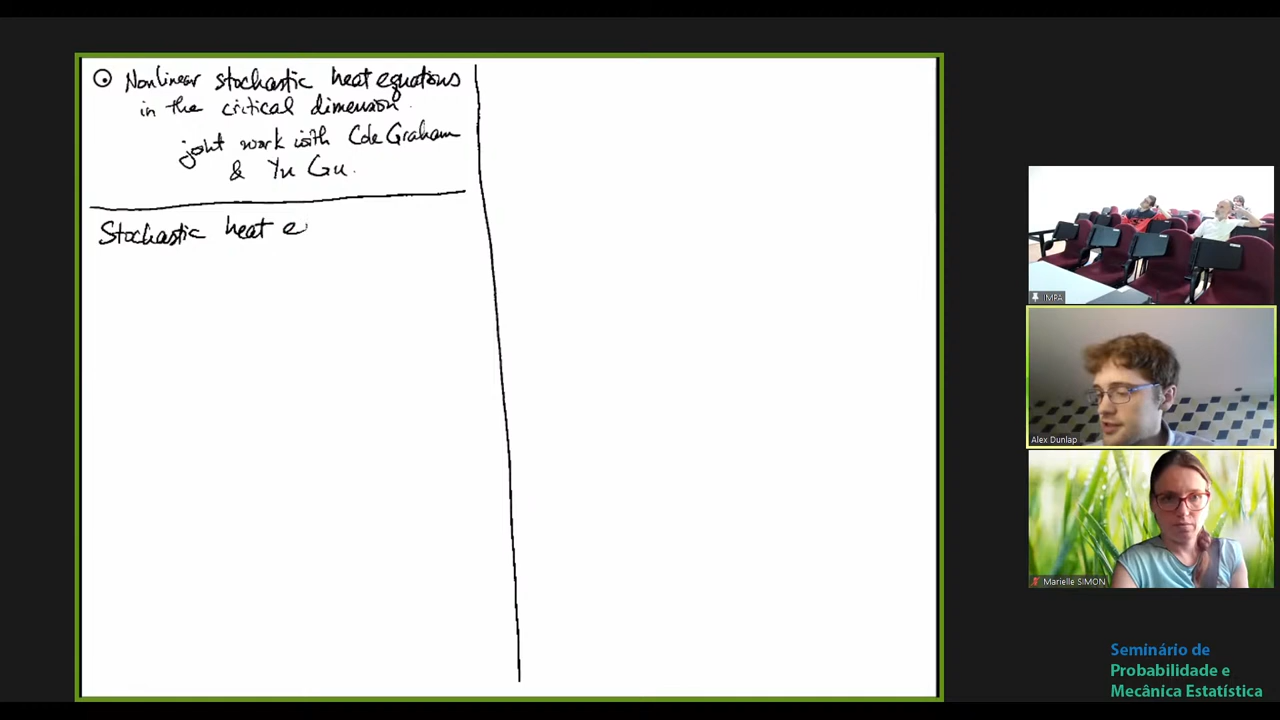 Nonlinear stochastic heat equations
in the critical dimension.
joint work with Cole Graham
& Yu Gu.
Stochastic heat e
IMPA
Alex Dunlap
Marielle SIMON
Seminário de
Probabilidade e
Mecânica Estatística